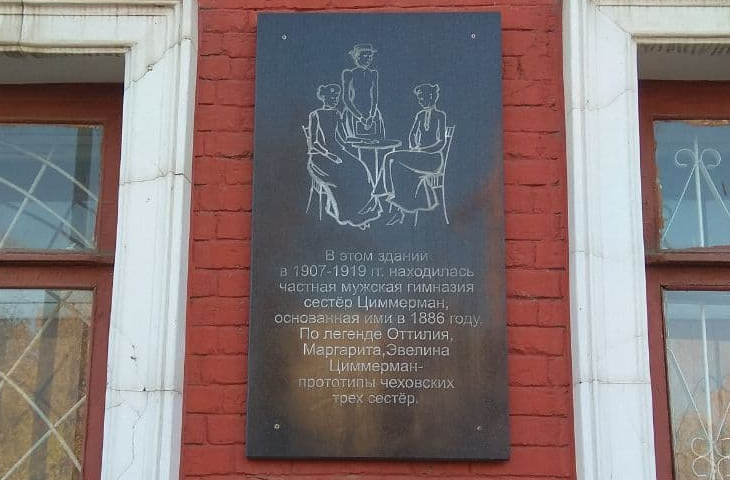 В этом здании
в 1907-1919 гг. находилась
частная мужская гимназия
сестёр Циммерман,
основанная ими в 1886 году.
По легенде Оттилия,
Маргарита,Эвелина
Циммерман-
прототипы чеховских
трех сестёр.